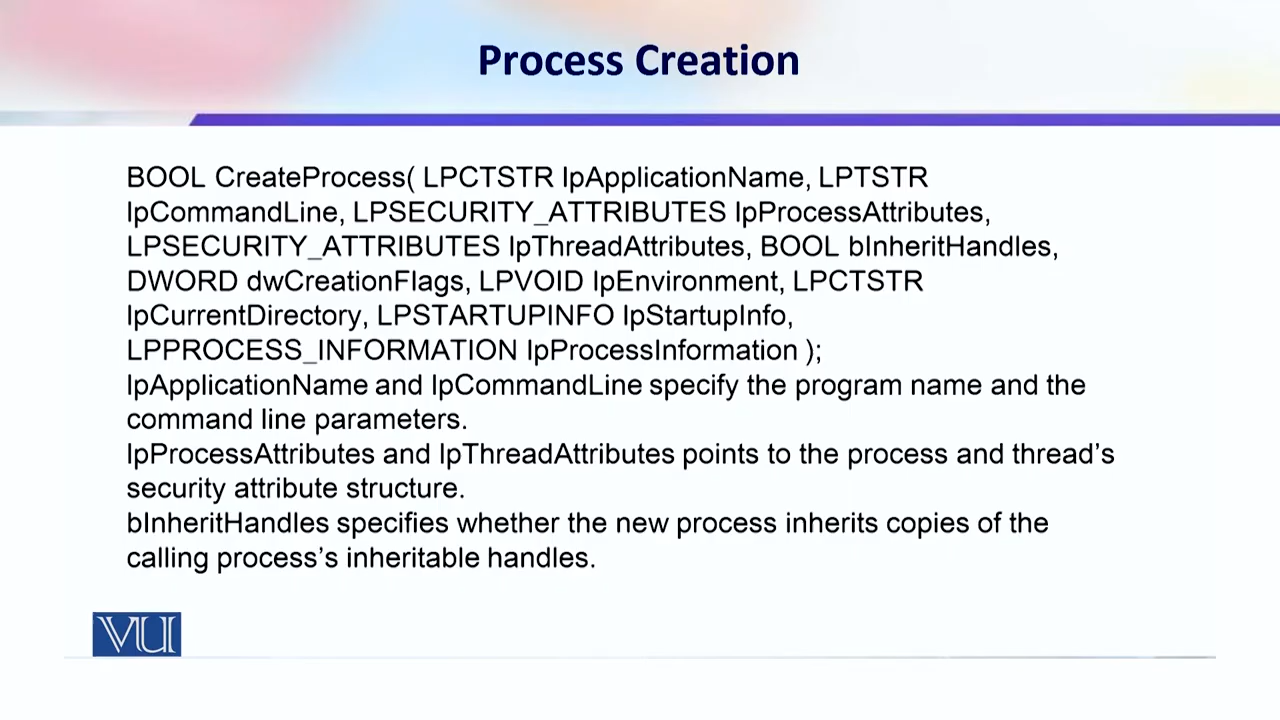 Process Creation
BOOL CreateProcess( LPCTSTR lpApplicationName, LPTSTR
lpCommandLine, LPSECURITY_ATTRIBUTES lpProcessAttributes,
LPSECURITY_ATTRIBUTES lpThreadAttributes, BOOL bInheritHandles,
DWORD dwCreationFlags, LPVOID lpEnvironment, LPCTSTR
lpCurrentDirectory, LPSTARTUPINFO lpStartupInfo,
LPPROCESS_INFORMATION lpProcessInformation );
lpApplicationName and lpCommandLine specify the program name and the
command line parameters.
lpProcessAttributes and lpThreadAttributes points to the process and thread’s
security attribute structure.
bInheritHandles specifies whether the new process inherits copies of the
calling process’s inheritable handles.
VU